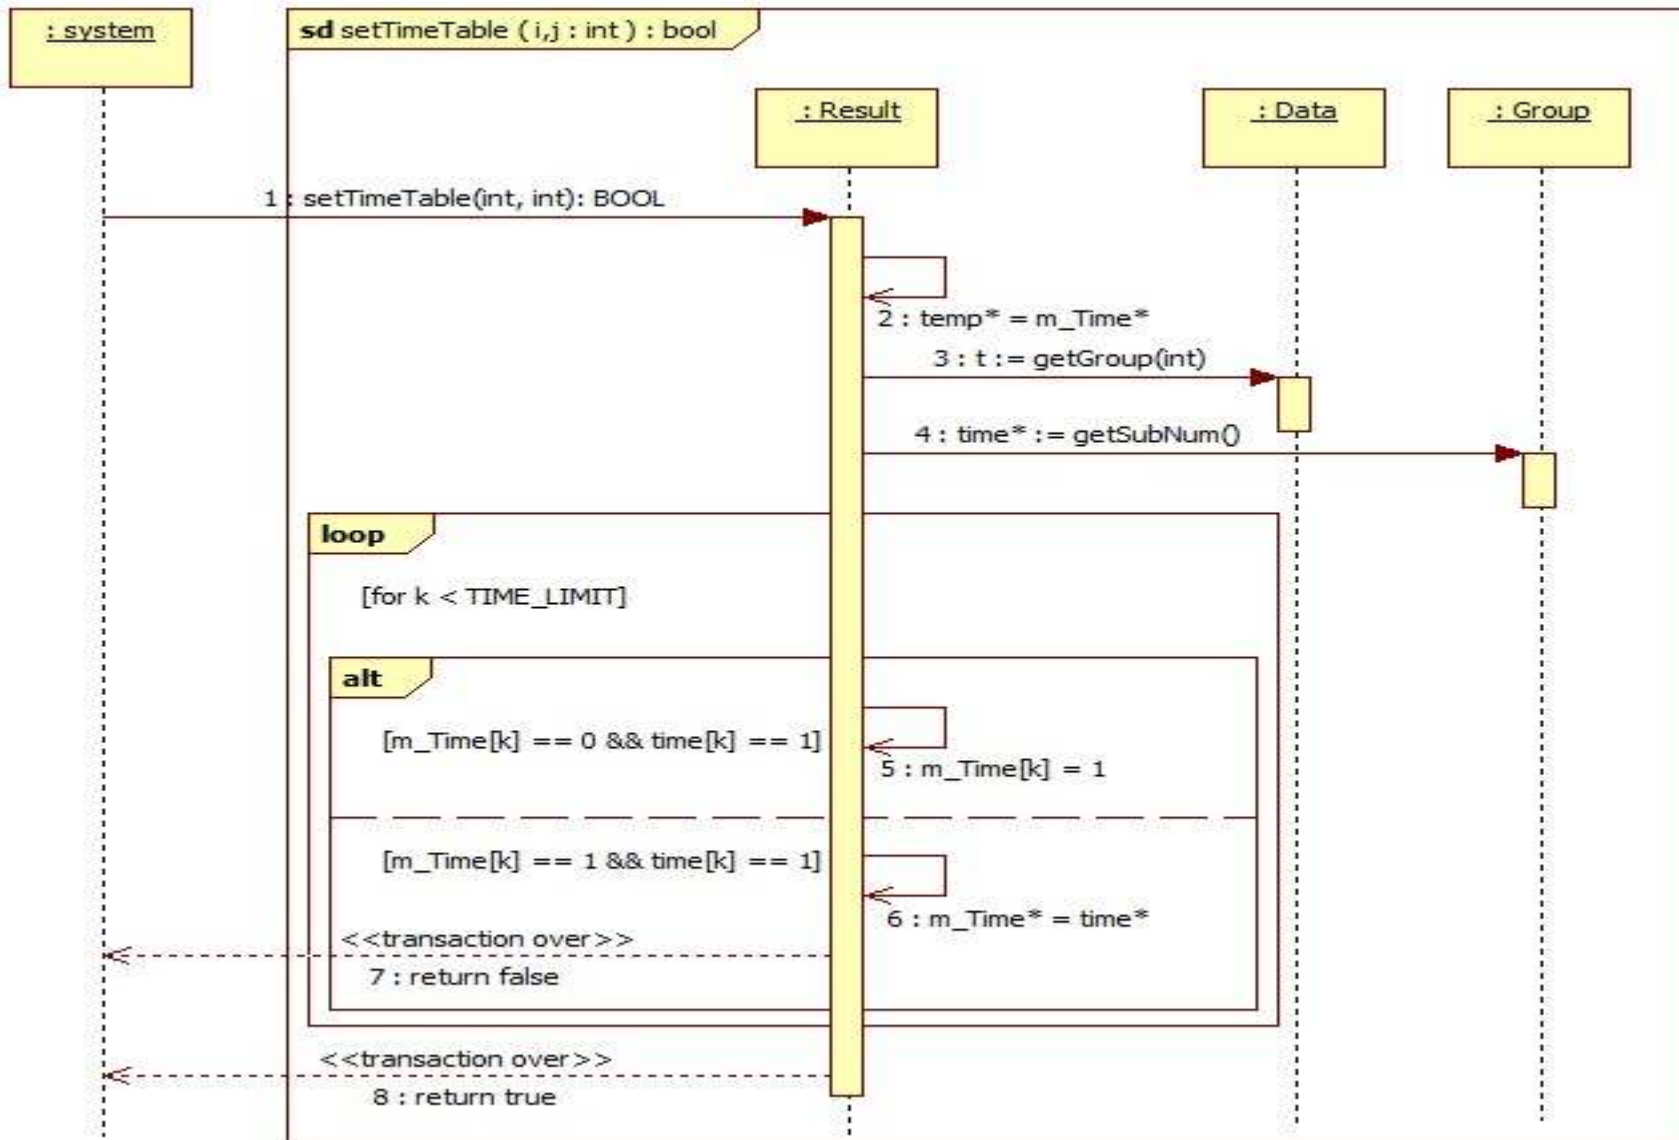 : system
sd setTimeTable ( i,j : int ) : bool
: Result
: Data
: Group
1 : setTimeTable(int, int): BOOL
2 : temp* = m_Time*
3 : t := getGroup(int)
4 : time* := getSubNum()
loop
[for k < TIME_LIMIT]
alt
[m_Time[k] == 0 && time[k] == 1]
5 : m_Time[k] = 1
[m_Time[k] == 1 && time[k] == 1]
6 : m_Time* = time*
<<transaction over>>
7 : return false
<<transaction over>>
8 : return true